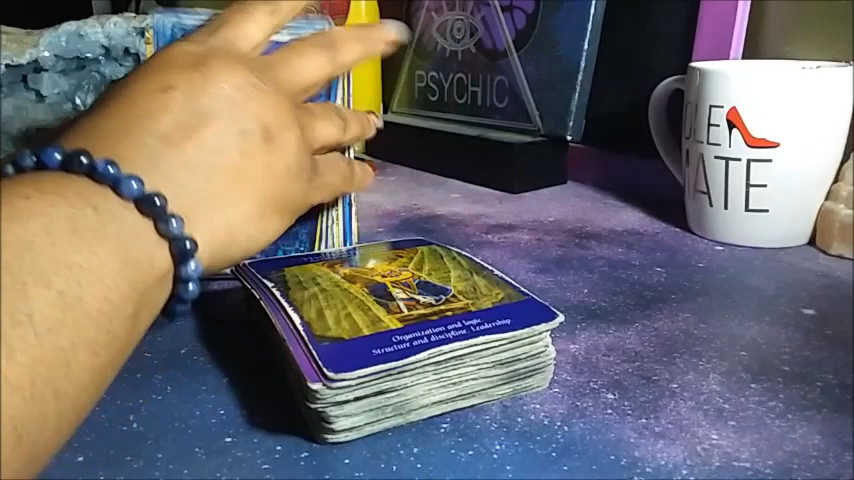 PSYCHIC
ATE
Organization and logic
Structure and discipline. Leadership